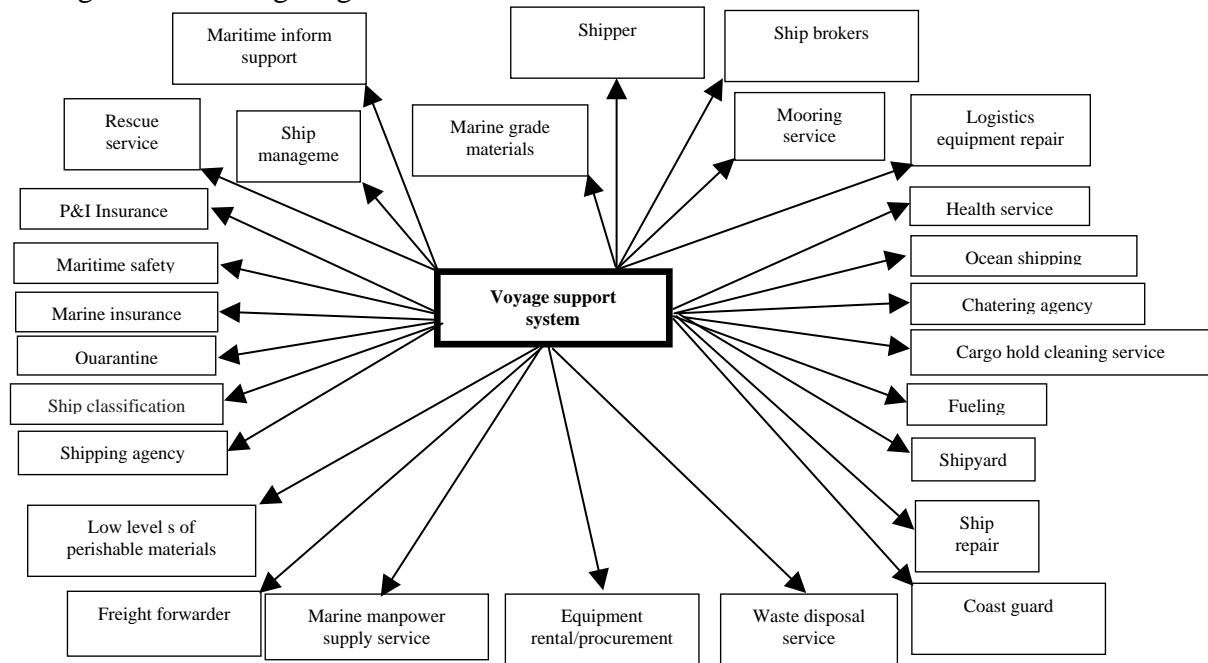 Maritime inform
support
Shipper
Ship brokers
Rescue
service
Ship
manageme
Marine grade
materials
Mooring
service
Logistics
equipment repair
P&I Insurance
Health service
Maritime safety
Ocean shipping
Voyage support
system
Marine insurance
Chatering agency
Ouarantine
Cargo hold cleaning service
Ship classification
Fueling
Shipping agency
Shipyard
Low level s of
perishable materials
Ship
repair
Freight forwarder
Marine manpower
supply service
Equipment
rental/procurement
Waste disposal
service
Coast guard